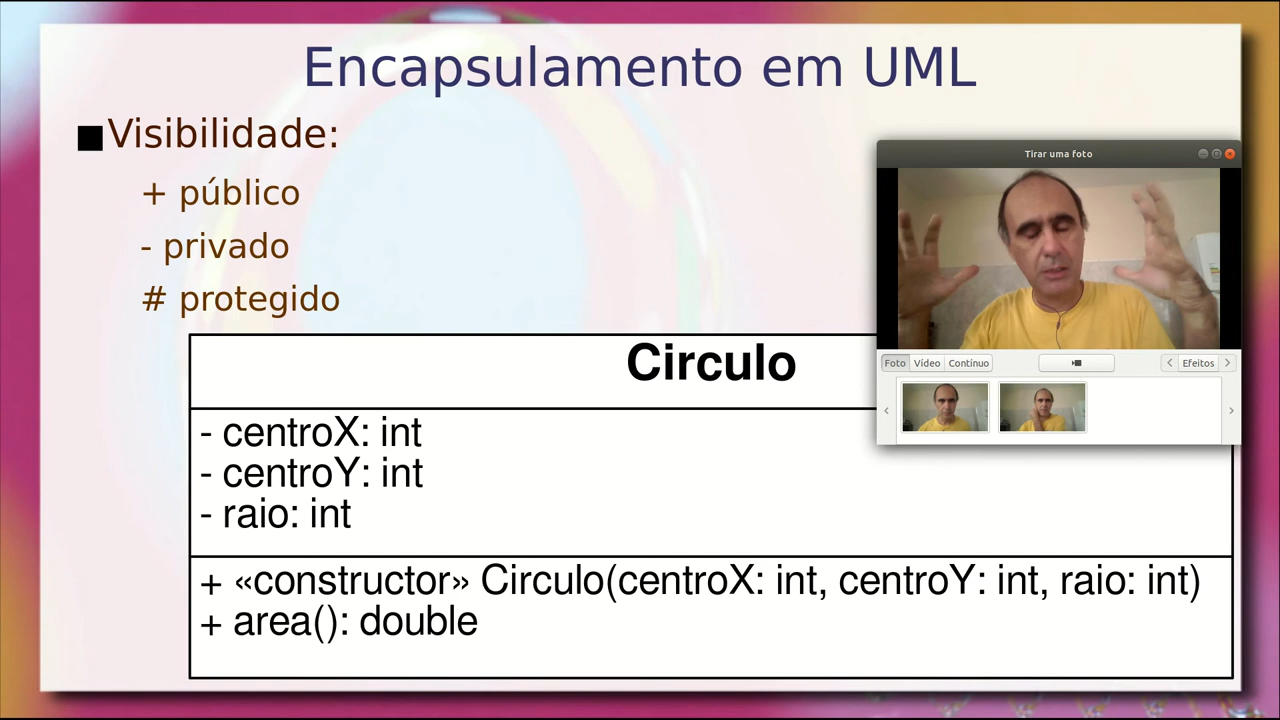 Encapsulamento em UML
Visibilidade:
+ público
- privado
# protegido
Tirar uma foto
Foto Vídeo Contínuo Efeitos
Circulo
- centroX: int
- centroY: int
- raio: int
+ «constructor» Circulo(centroX: int, centroY: int, raio: int)
+ area(): double